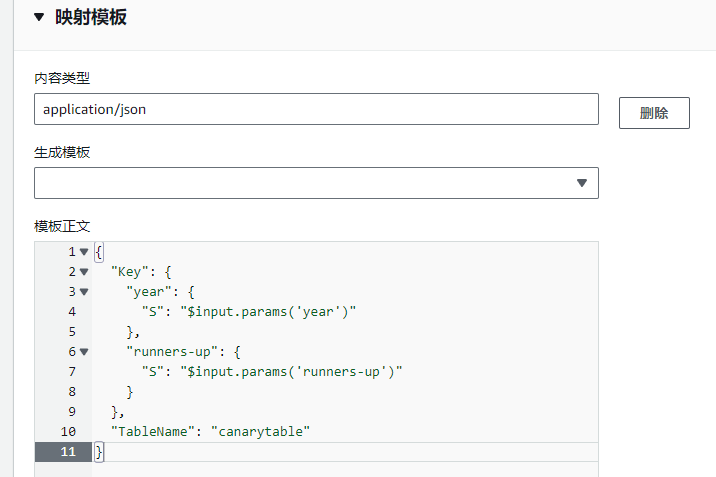 映射模板
内容类型
application/json
删除
生成模板
模板正文
1 {
2 "Key": {
3 "year": {
4 "S": "$input.params('year')"
5 },
6 "runners-up": {
7 "S": "$input.params('runners-up')"
8 }
9 },
10 "TableName": "canarytable"
11 }